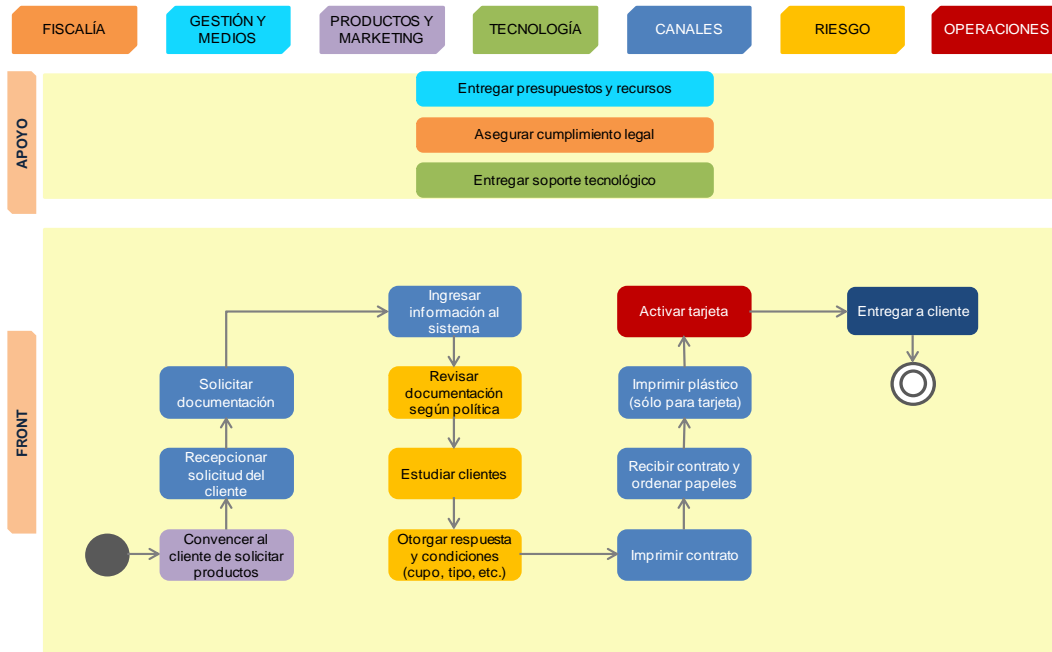 FISCALÍA
GESTIÓN Y
MEDIOS
PRODUCTOS Y
MARKETING
TECNOLOGÍA
CANALES
RIESGO
OPERACIONES
APOYO
Entregar presupuestos y recursos
Asegurar cumplimiento legal
Entregar soporte tecnológico
FRONT
Convencer al
cliente de solicitar
productos
Recepcionar
solicitud del
cliente
Solicitar
documentación
Ingresar
información al
sistema
Revisar
documentación
según política
Estudiar clientes
Otorgar respuesta
y condiciones
(cupo, tipo, etc.)
Imprimir contrato
Recibir contrato y
ordenar papeles
Imprimir plástico
(sólo para tarjeta)
Activar tarjeta
Entregar a cliente